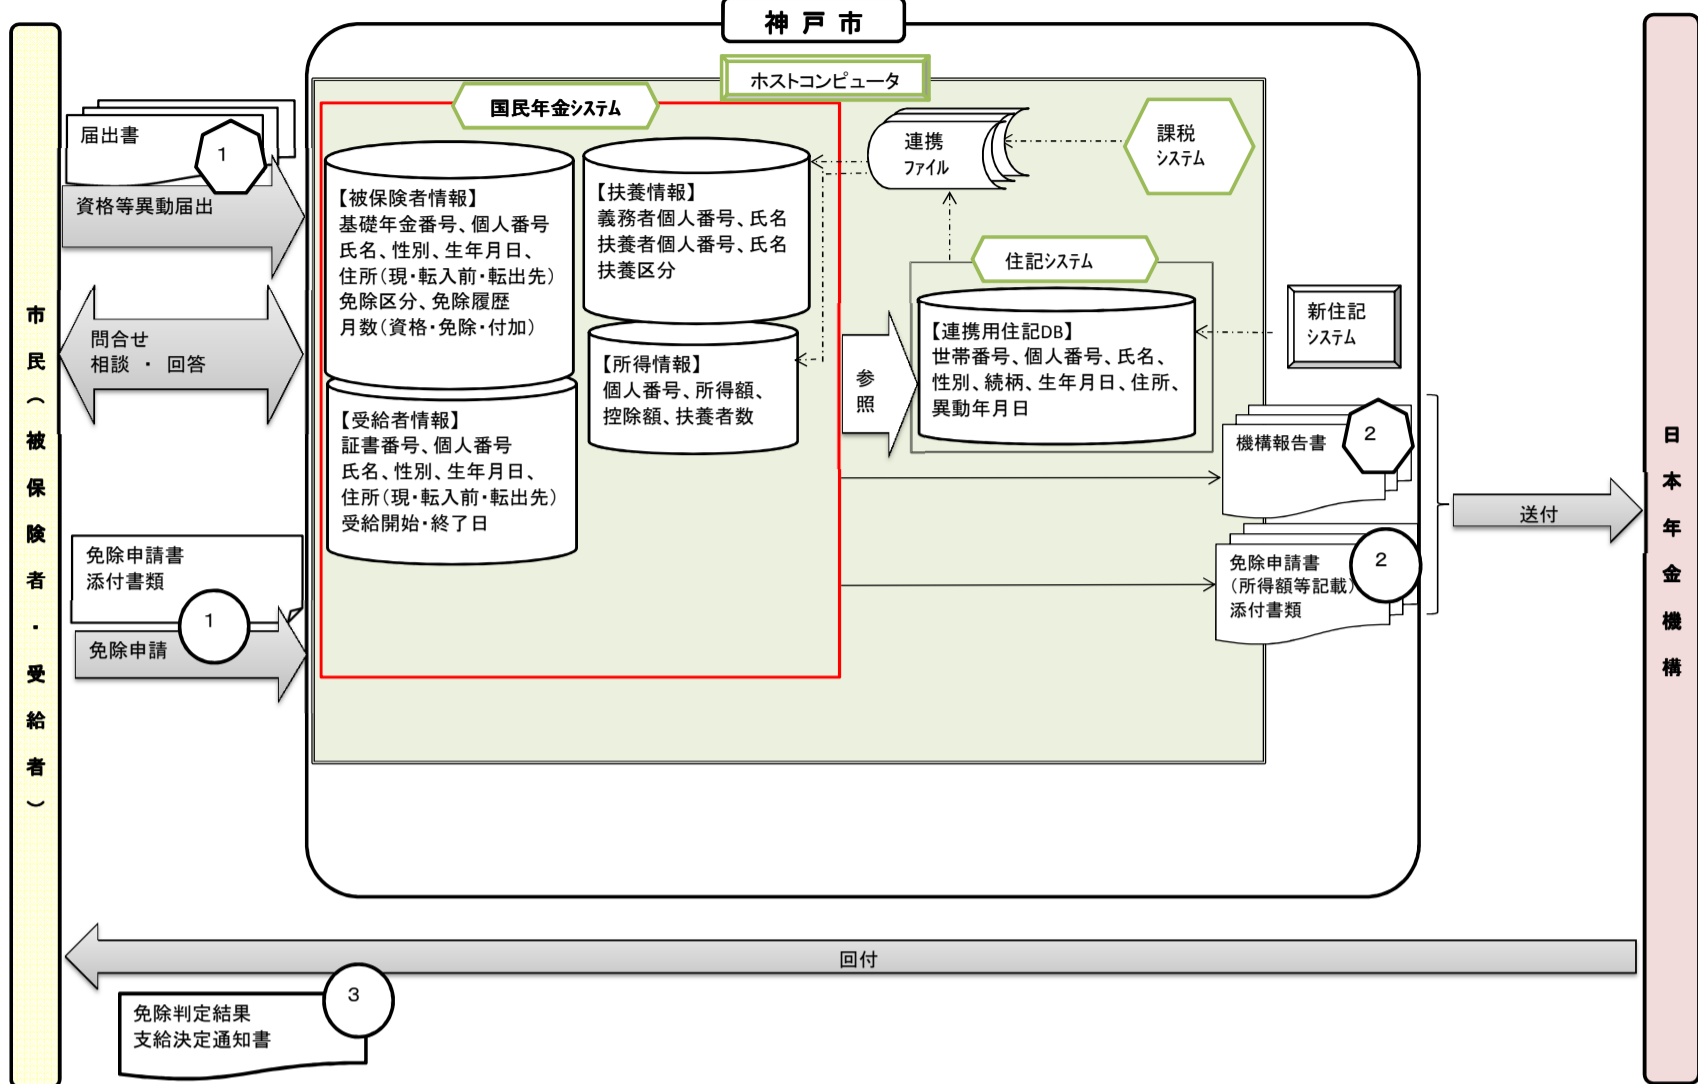 神 戸 市
ホストコンピュータ
国民年金システム
届出書
1
資格等異動届出
問合せ
相談 ・ 回答
免除申請書
添付書類
1
免除申請
市民(被保険者・受給者)
【被保険者情報】
基礎年金番号、個人番号
氏名、性別、生年月日、
住所(現・転入前・転出先)
免除区分、免除履歴
月数(資格・免除・付加)
【受給者情報】
証書番号、個人番号
氏名、性別、生年月日、
住所(現・転入前・転出先)
受給開始・終了日
【扶養情報】
義務者個人番号、氏名
扶養者個人番号、氏名
扶養区分
【所得情報】
個人番号、所得額、
控除額、扶養者数
連携
ファイル
課税
システム
住記システム
参
照
【連携用住記DB】
世帯番号、個人番号、氏名、
性別、続柄、生年月日、住所、
異動年月日
新住記
システム
機構報告書
2
免除申請書
(所得額等記載)
添付書類
2
送付
日本年金機構
回付
免除判定結果
支給決定通知書
3